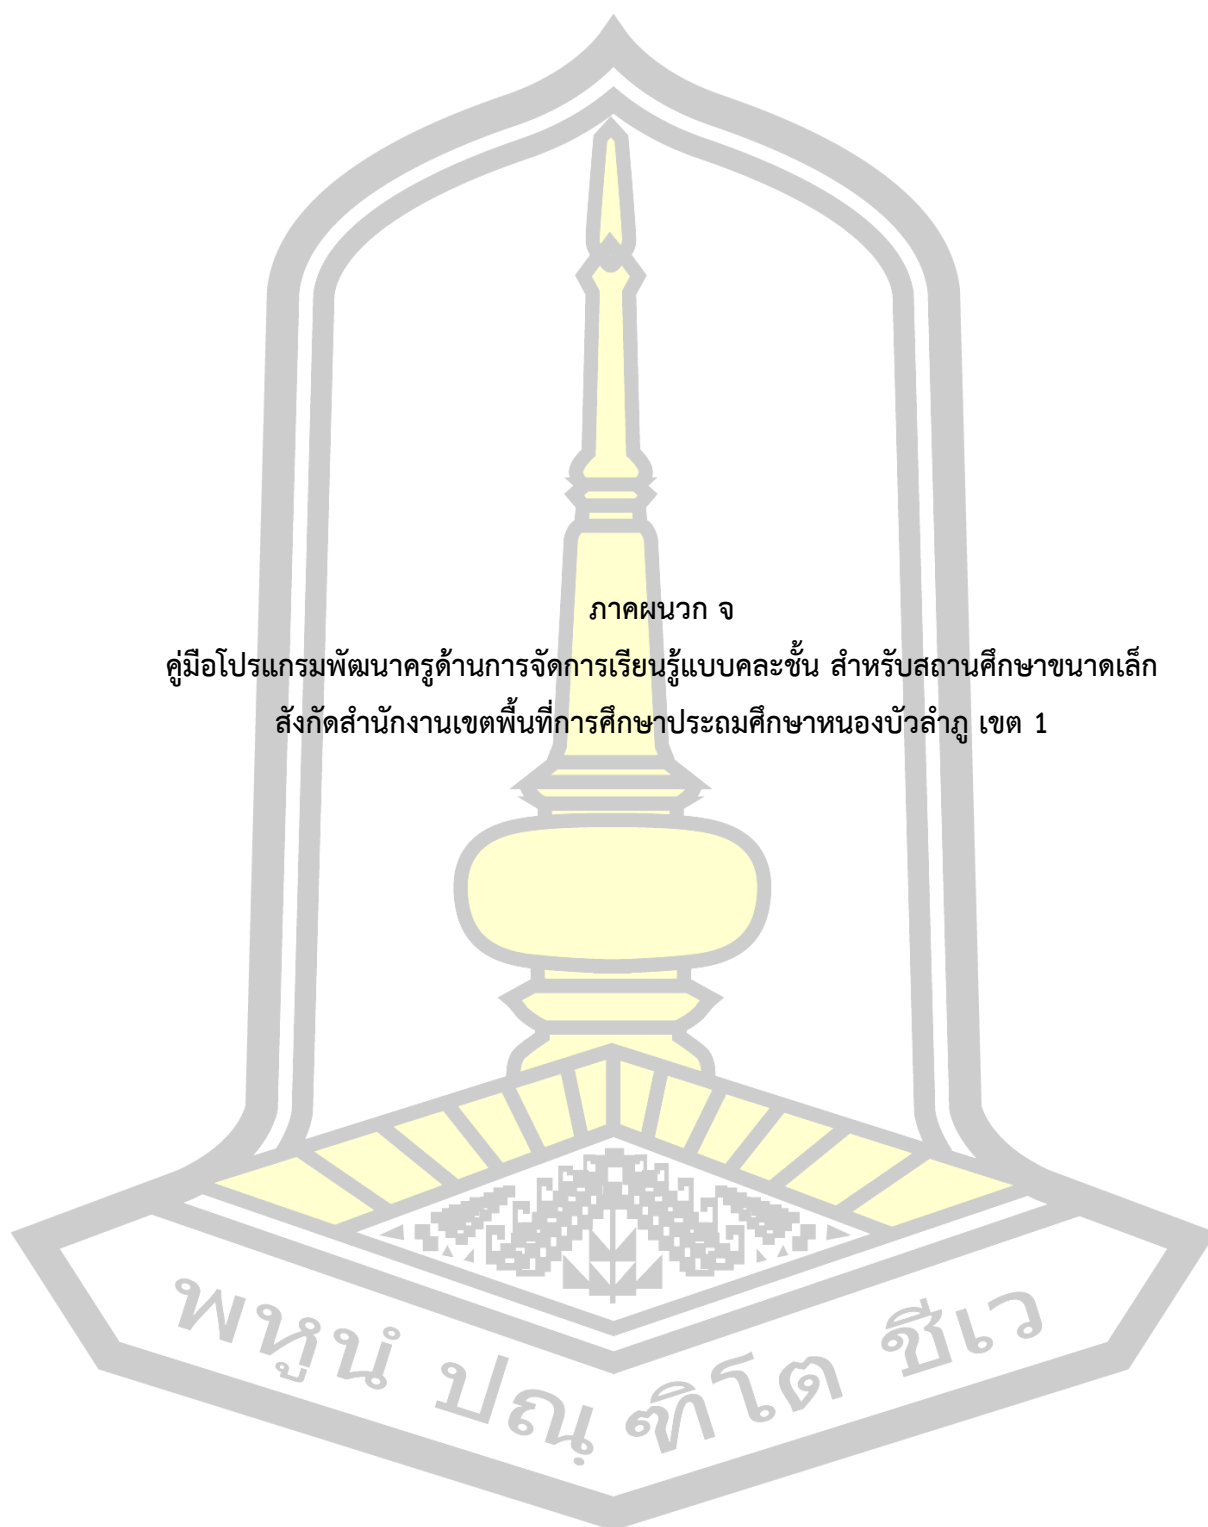 ภาคผนวก จ
คู่มือโปรแกรมพัฒนาครูด้านการจัดการเรียนรู้แบบคละชั้น สำหรับสถานศึกษาขนาดเล็ก
สังกัดสำนักงานเขตพื้นที่การศึกษาประถมศึกษาหนองบัวลำภู เขต 1
พหูนํ ปณฺฑิโต ชีเว